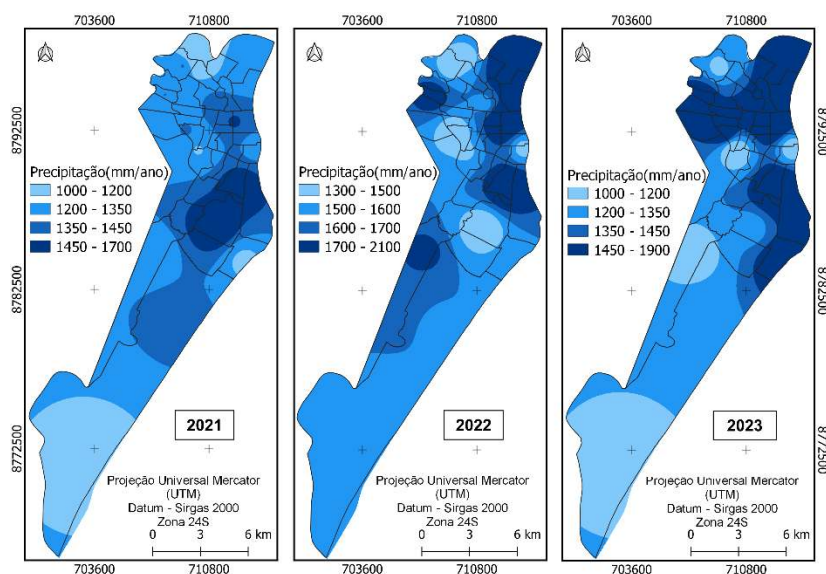 703600 710800 703600 710800 703600 710800
8792500
8782500
8772500
Precipitação(mm/ano)
1000 - 1200
1200 - 1350
1350 - 1450
1450 - 1700
2021
Projeção Universal Mercator
(UTM)
Datum - Sirgas 2000
Zona 24S
0 3 6 km
Precipitação(mm/ano)
1300 - 1500
1500 - 1600
1600 - 1700
1700 - 2100
2022
Projeção Universal Mercator
(UTM)
Datum - Sirgas 2000
Zona 24S
0 3 6 km
Precipitação(mm/ano)
1000 - 1200
1200 - 1350
1350 - 1450
1450 - 1900
2023
Projeção Universal Mercator
(UTM)
Datum - Sirgas 2000
Zona 24S
0 3 6 km
8792500
8782500
8772500
703600 710800 703600 710800 703600 710800